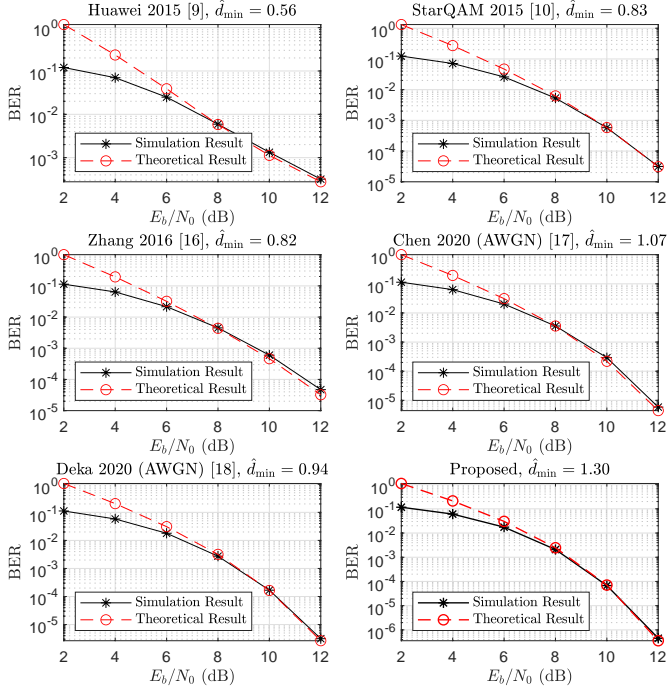 Huawei 2015 [9], d̂min = 0.56
10^0
10^-1
10^-2
10^-3
BER
Simulation Result
Theoretical Result
2 4 6 8 10 12
Eb/N0 (dB)
StarQAM 2015 [10], d̂min = 0.83
10^0
10^-1
10^-2
10^-3
10^-4
10^-5
BER
Simulation Result
Theoretical Result
2 4 6 8 10 12
Eb/N0 (dB)
Zhang 2016 [16], d̂min = 0.82
10^0
10^-1
10^-2
10^-3
10^-4
10^-5
BER
Simulation Result
Theoretical Result
2 4 6 8 10 12
Eb/N0 (dB)
Chen 2020 (AWGN) [17], d̂min = 1.07
10^0
10^-1
10^-2
10^-3
10^-4
10^-5
BER
Simulation Result
Theoretical Result
2 4 6 8 10 12
Eb/N0 (dB)
Deka 2020 (AWGN) [18], d̂min = 0.94
10^0
10^-1
10^-2
10^-3
10^-4
10^-5
BER
Simulation Result
Theoretical Result
2 4 6 8 10 12
Eb/N0 (dB)
Proposed, d̂min = 1.30
10^0
10^-1
10^-2
10^-3
10^-4
10^-5
10^-6
BER
Simulation Result
Theoretical Result
2 4 6 8 10 12
Eb/N0 (dB)